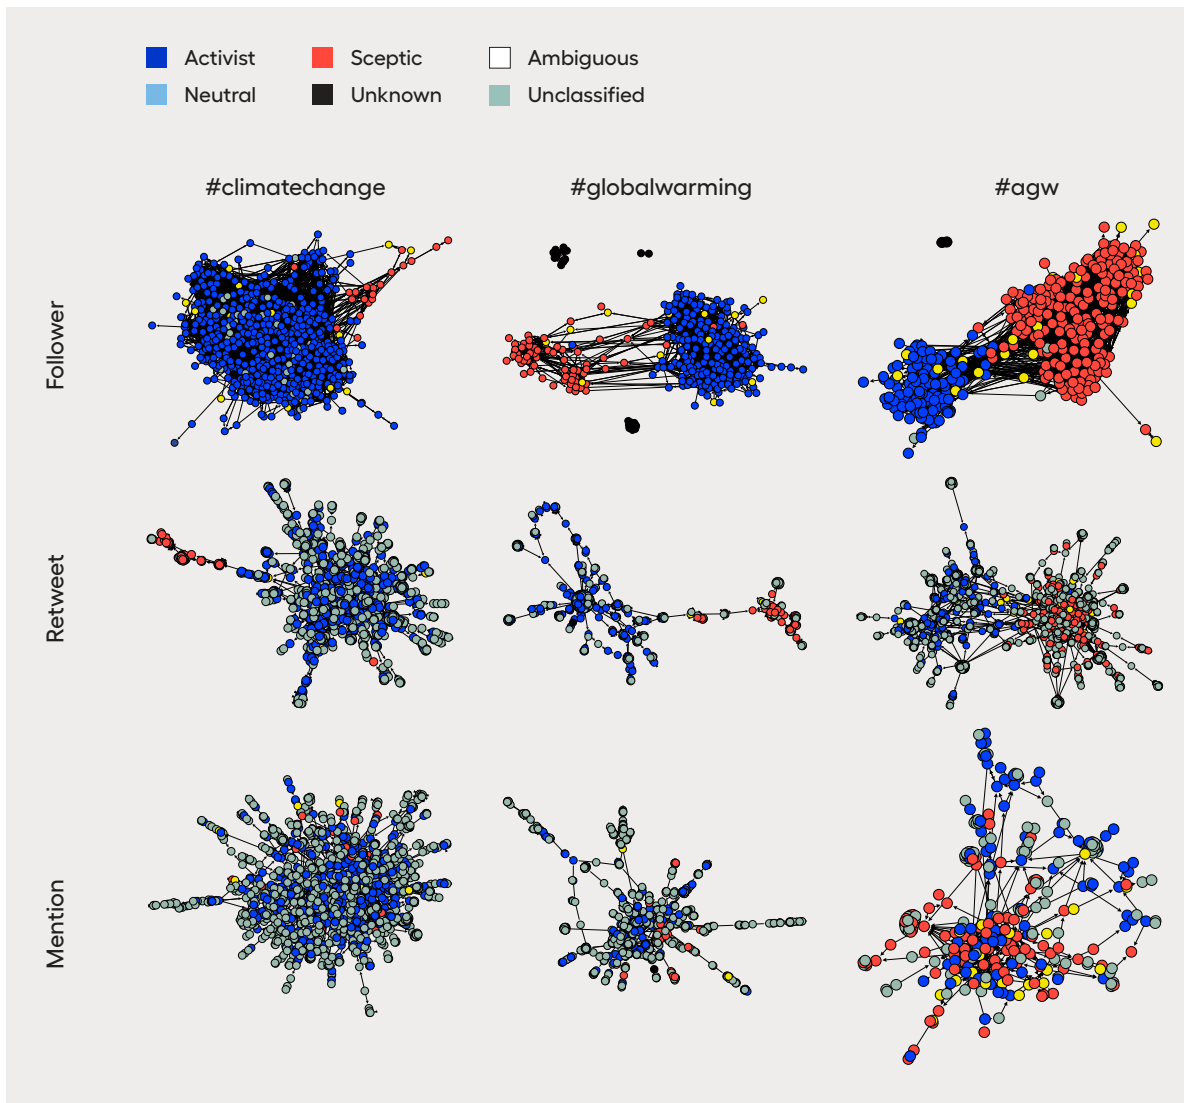 Activist Sceptic Ambiguous
Neutral Unknown Unclassified
#climatechange #globalwarming #agw
Follower
Retweet
Mention